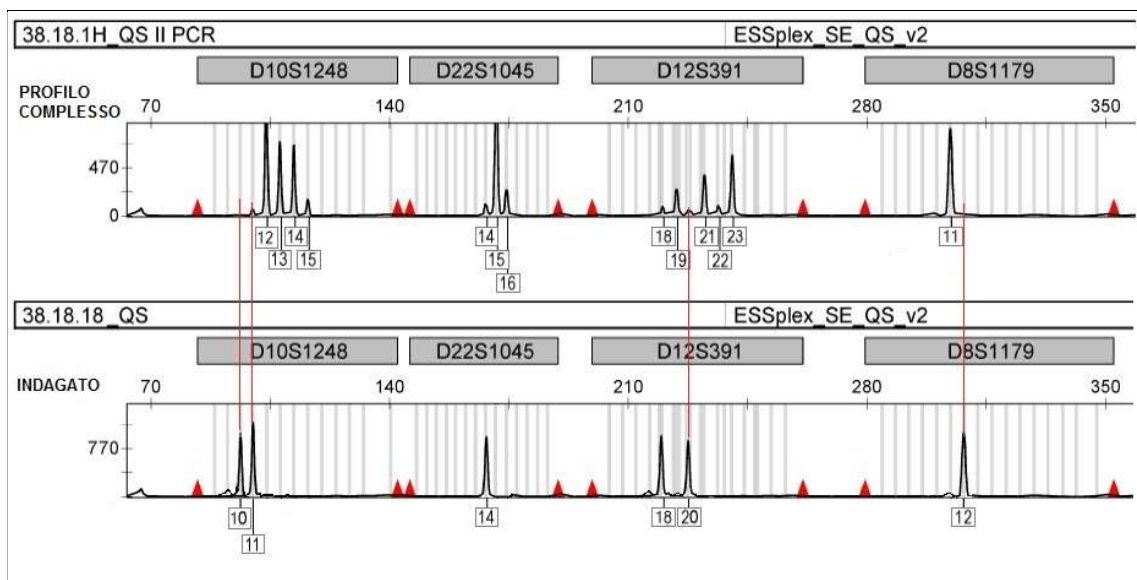 38.18.1H_QS II PCR ESSplex_SE_QS_v2
D10S1248 D22S1045 D12S391 D8S1179
PROFILO
COMPLESSO
70 140 210 280 350
470
0
12 14 14 18 21 23 11
13 15 15 19 22
16
38.18.18_QS ESSplex_SE_QS_v2
D10S1248 D22S1045 D12S391 D8S1179
INDAGATO
70 140 210 280 350
770
10 14 18 20 12
11